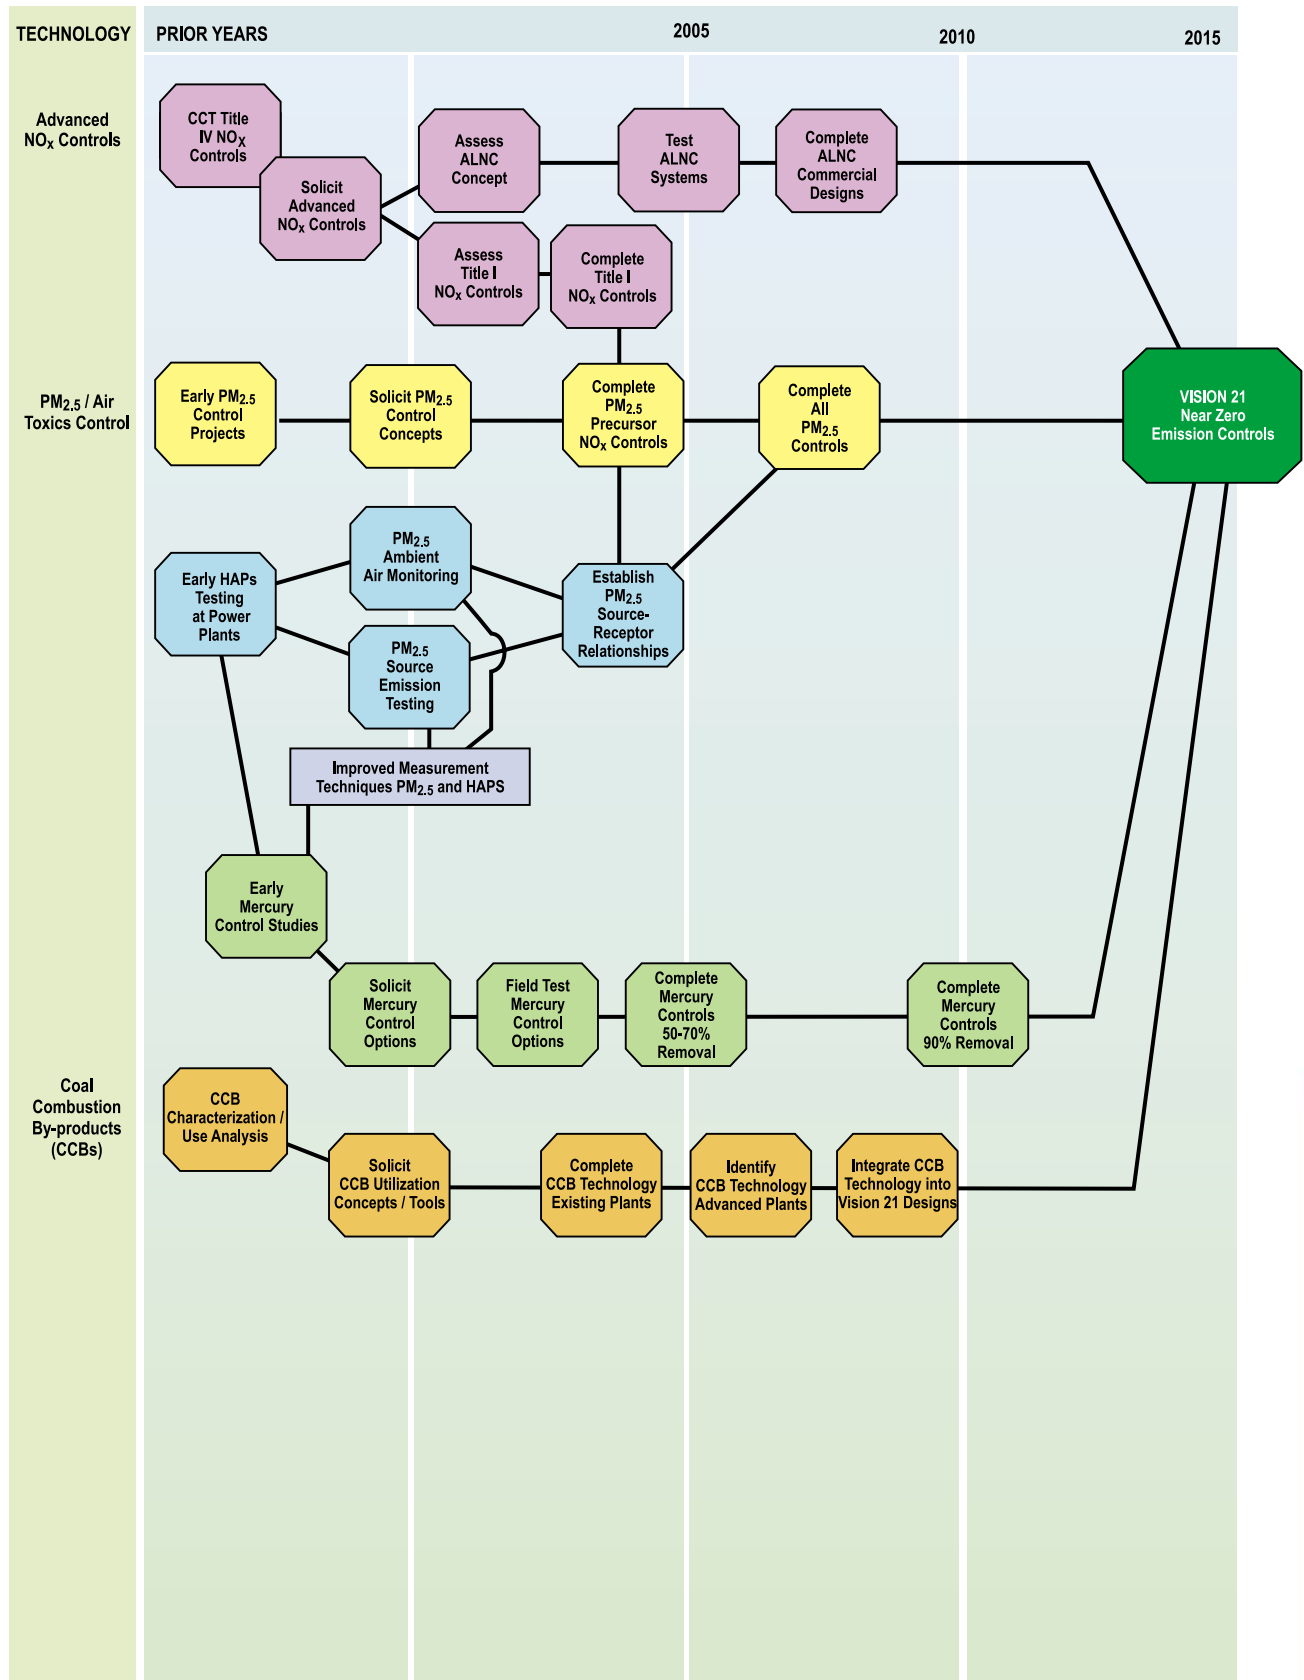 TECHNOLOGY
PRIOR YEARS
2005
2010
2015
Advanced
NOx Controls
CCT Title
IV NOX
Controls
Solicit
Advanced
NOx Controls
Assess
ALNC
Concept
Test
ALNC
Systems
Complete
ALNC
Commercial
Designs
Assess
Title I
NOx Controls
Complete
Title I
NOx Controls
PM2.5 / Air
Toxics Control
Early PM2.5
Control
Projects
Solicit PM2.5
Control
Concepts
Complete
PM2.5
Precursor
NOx Controls
Complete
All
PM2.5
Controls
VISION 21
Near Zero
Emission Controls
Early HAPs
Testing
at Power
Plants
PM2.5
Ambient
Air Monitoring
PM2.5
Source
Emission
Testing
Establish
PM2.5
Source-
Receptor
Relationships
Improved Measurement
Techniques PM2.5 and HAPS
Early
Mercury
Control Studies
Solicit
Mercury
Control
Options
Field Test
Mercury
Control
Options
Complete
Mercury
Controls
50-70%
Removal
Complete
Mercury
Controls
90% Removal
Coal
Combustion
By-products
(CCBs)
CCB
Characterization /
Use Analysis
Solicit
CCB Utilization
Concepts / Tools
Complete
CCB Technology
Existing Plants
Identify
CCB Technology
Advanced Plants
Integrate CCB
Technology into
Vision 21 Designs